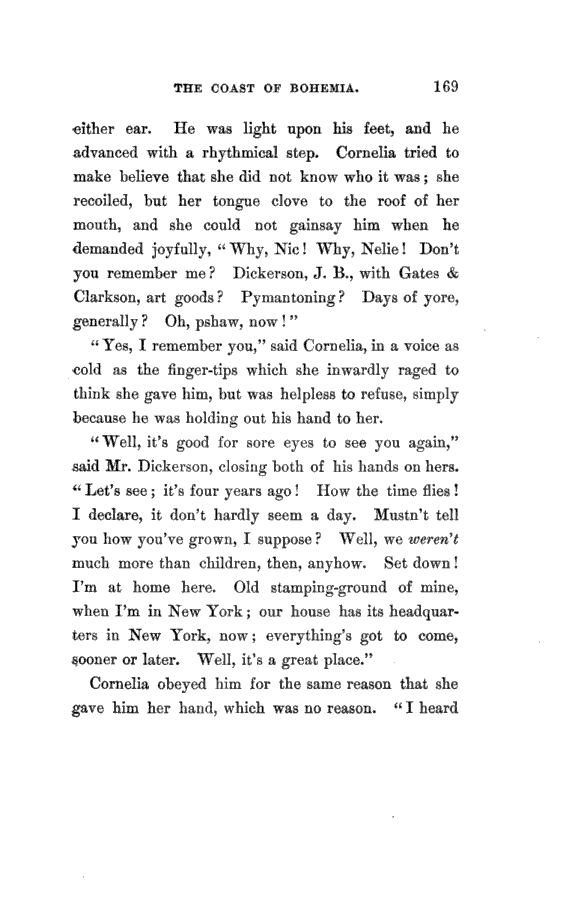 THE COAST OF BOHEMIA. 169
either ear. He was light upon his feet, and he
advanced with a rhythmical step. Cornelia tried to
make believe that she did not know who it was; she
recoiled, but her tongue clove to the roof of her
mouth, and she could not gainsay him when he
demanded joyfully, "Why, Nic! Why, Nelie! Don't
you remember me? Dickerson, J. B., with Gates &
Clarkson, art goods? Pymantoning? Days of yore,
generally? Oh, pshaw, now!"
"Yes, I remember you," said Cornelia, in a voice as
cold as the finger-tips which she inwardly raged to
think she gave him, but was helpless to refuse, simply
because he was holding out his hand to her.
"Well, it's good for sore eyes to see you again,"
said Mr. Dickerson, closing both of his hands on hers.
"Let's see; it's four years ago! How the time flies!
I declare, it don't hardly seem a day. Mustn't tell
you how you've grown, I suppose? Well, we weren't
much more than children, then, anyhow. Set down!
I'm at home here. Old stamping-ground of mine,
when I'm in New York; our house has its headquar-
ters in New York, now; everything's got to come,
sooner or later. Well, it's a great place."
Cornelia obeyed him for the same reason that she
gave him her hand, which was no reason. "I heard